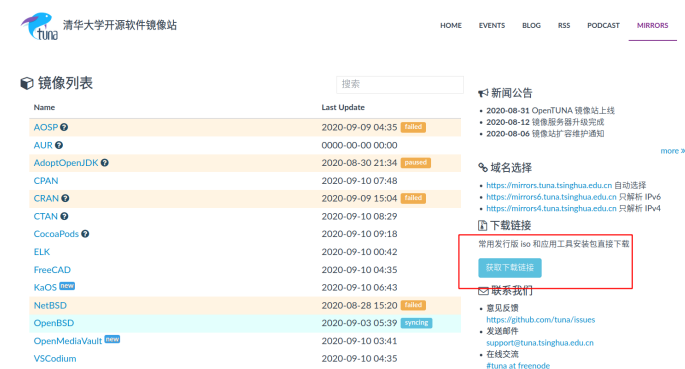 tuna
清华大学开源软件镜像站
HOME EVENTS BLOG RSS PODCAST MIRRORS
镜像列表
搜索
Name Last Update
AOSP 2020-09-09 04:35 failed
AUR 0000-00-00 00:00
AdoptOpenJDK 2020-08-30 21:34 paused
CPAN 2020-09-10 07:48
CRAN 2020-09-09 15:04 failed
CTAN 2020-09-10 08:29
CocoaPods 2020-09-10 09:18
ELK 2020-09-10 00:42
FreeCAD 2020-09-10 04:35
KaOS new 2020-09-10 06:43
NetBSD 2020-08-28 15:20 failed
OpenBSD 2020-09-03 05:39 syncing
OpenMediaVault new 2020-09-10 03:41
VSCodium 2020-09-10 04:35
新闻公告
2020-08-31 OpenTUNA 镜像站上线
2020-08-12 镜像服务器升级完成
2020-08-06 镜像站扩容维护通知
more »
域名选择
https://mirrors.tuna.tsinghua.edu.cn 自动选择
https://mirrors6.tuna.tsinghua.edu.cn 只解析 IPv6
https://mirrors4.tuna.tsinghua.edu.cn 只解析 IPv4
下载链接
常用发行版 iso 和应用工具安装包直接下载
获取下载链接
联系我们
意见反馈
https://github.com/tuna/issues
发送邮件
support@tuna.tsinghua.edu.cn
在线交流
#tuna at freenode